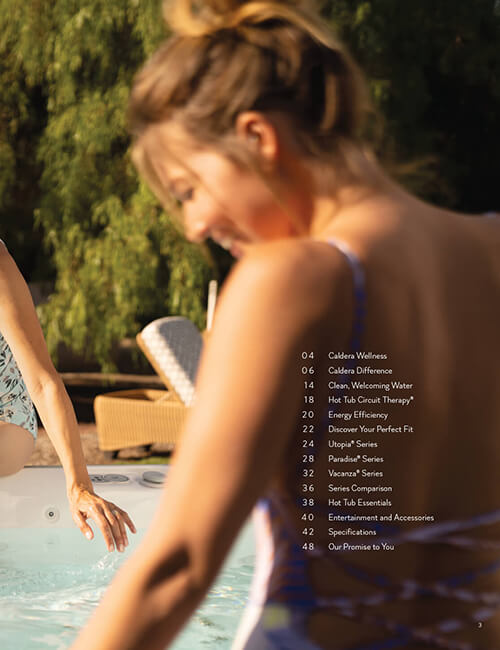 04 Caldera Wellness
06 Caldera Difference
14 Clean, Welcoming Water
18 Hot Tub Circuit Therapy®
20 Energy Efficiency
22 Discover Your Perfect Fit
24 Utopia® Series
28 Paradise® Series
32 Vacanza® Series
36 Series Comparison
38 Hot Tub Essentials
40 Entertainment and Accessories
42 Specifications
48 Our Promise to You
3